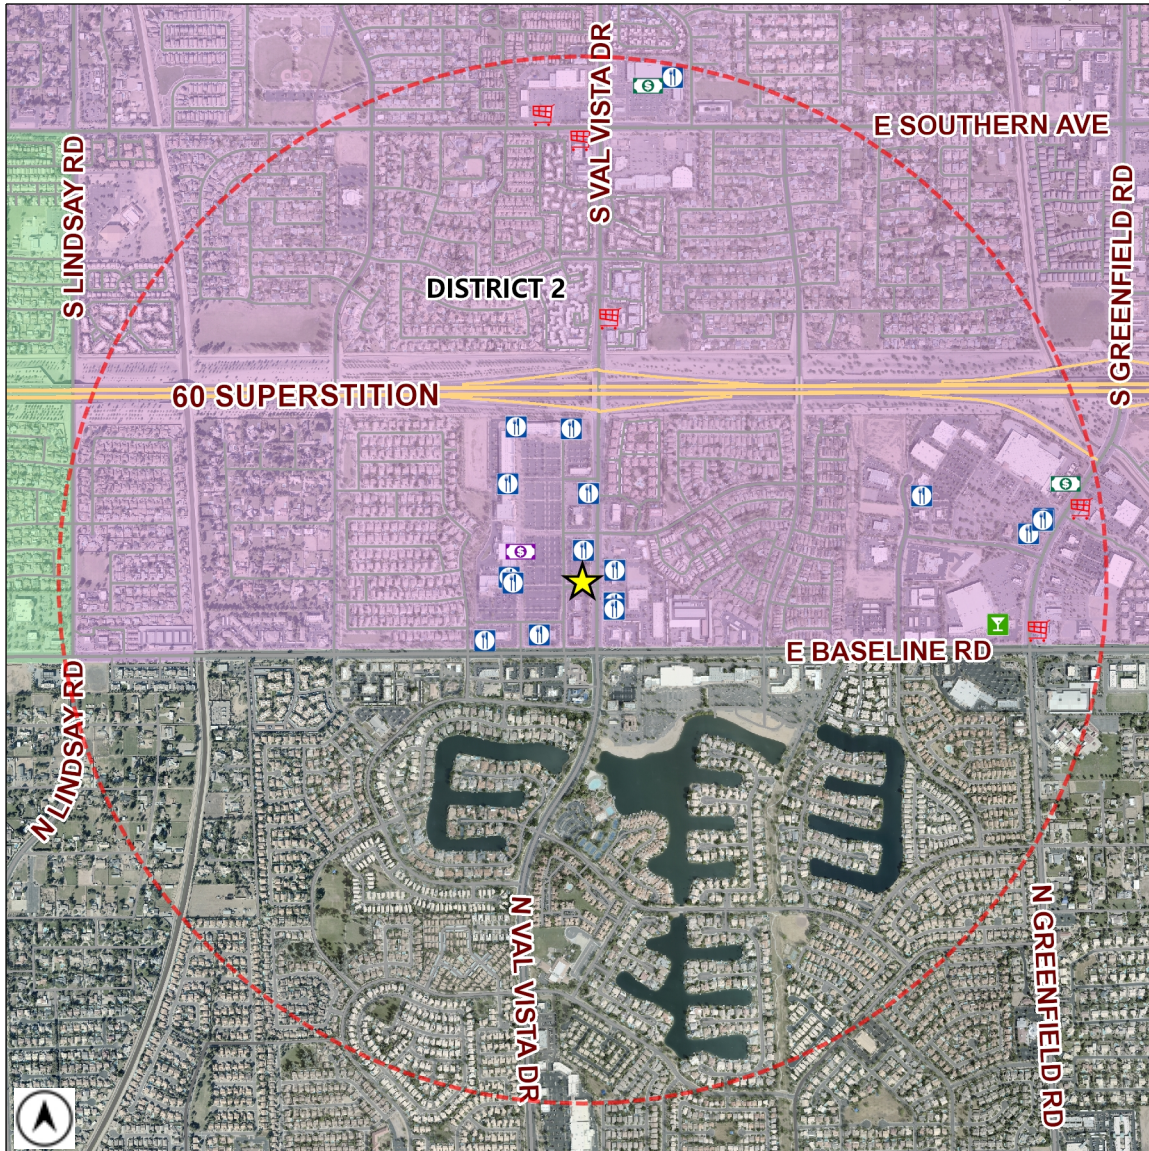 S VAL VISTA DR
E SOUTHERN AVE
S LINDSAY RD
S GREENFIELD RD
DISTRICT 2
60 SUPERSTITION
$
$
$
E BASELINE RD
N LINDSAY RD
N VAL VISTA DR
N GREENFIELD RD